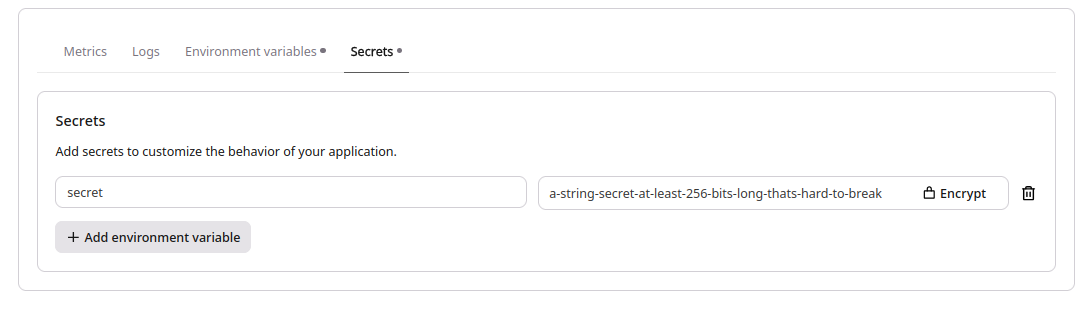 Metrics Logs Environment variables Secrets
Secrets
Add secrets to customize the behavior of your application.
secret a-string-secret-at-least-256-bits-long-thats-hard-to-break Encrypt
+ Add environment variable